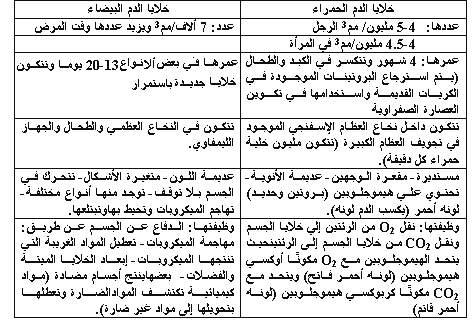 خلايا الدم الحمراء
خلايا الدم البيضاء
عددها: 4-5 مليون/ مم3 الرجل
4-4.5 مليون/مم3 في المرأة
عدد: 7 آلاف/مم3 ويزيد عددها وقت المرض
عمرها: 4 شهور وتتكسر في الكبد والطحال
(يتم استرجاع البروتينات الموجودة في
الكريات القديمة واستخدامها في تكوين
العصارة الصفراوية
عمرها في بعض الأنواع 13-20 يوما وتتكون
خلايا جديدة باستمرار
تتكون داخل نخاع العظام الإسفنجي الموجود
في تجويف العظام الكبيرة (تتكون مليون خلية
حمراء كل دقيقة).
تتكون في النخاع العظمي والطحال والجهاز
الليمفاوي.
مستديرة - مقعرة الوجهين - عديمة الأنوية-
تحتوي على هيموجلوبين (بروتين وحديد)
لونه أحمر (يكسب الدم لونه).
عديمة اللون- متغيرة الأشكال- تتحرك في
الجسم بلا توقف- توجد منها أنواع مختلفة-
تهاجم الميكروبات وتحيط بها وتبتلعها.
وظيفتها: نقل O2 من الرئتين إلى خلايا الجسم
ونقل CO2 من خلايا الجسم إلى الرئتين حيث
يتحد الهيموجلوبين مع O2 مكونًا أوكسي
هيموجلوبين (لونه أحمر فاتح) ويتحد مع
CO2 مكونًا كربوكسي هيموجلوبين (لونه
أحمر قاتم)
وظيفتها: الدفاع عن الجسم عن طريق:
مهاجمة الميكروبات- تعطيل المواد الغريبة التي
تنتجها الميكروبات- إبعاد الخلايا الميتة
والفضلات- بعضها ينتج أجسام مضادة (مواد
كيميائية تكتشف المواد الضارة وتعطلها
بتحويلها إلى مواد غير ضارة).